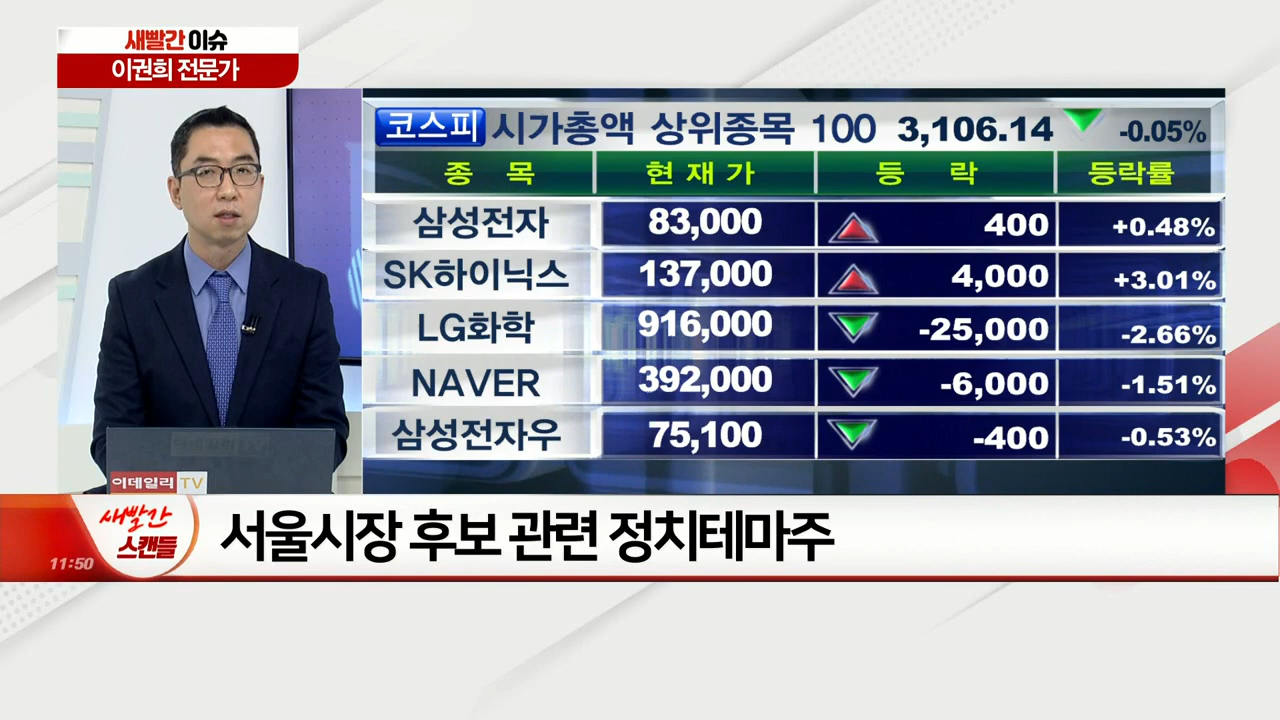 새빨간 이슈
이권희 전문가
코스피 시가총액 상위종목 100 3,106.14 -0.05%
종 목 현 재 가 등 락 등락률
삼성전자 83,000 400 +0.48%
SK하이닉스 137,000 4,000 +3.01%
LG화학 916,000 -25,000 -2.66%
NAVER 392,000 -6,000 -1.51%
삼성전자우 75,100 -400 -0.53%
이데일리 TV
새빨간
스캔들
11:50
서울시장 후보 관련 정치테마주